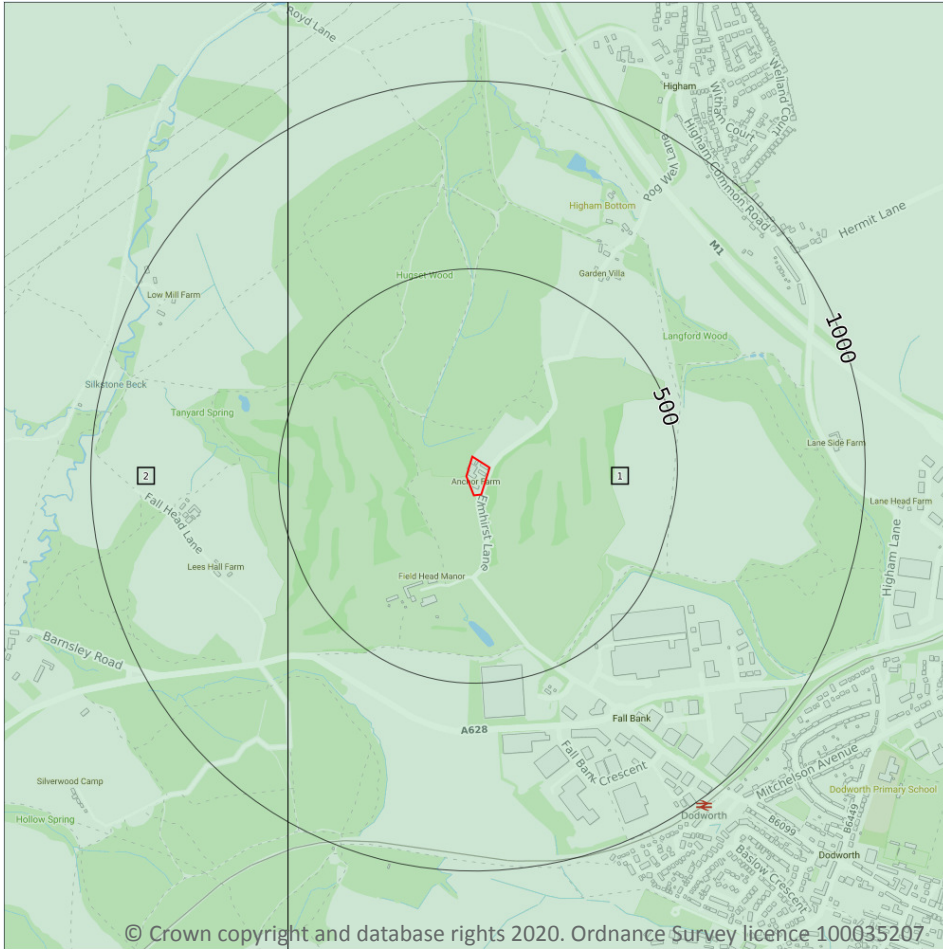 Royd Lane
Higham
Witham Court
Welland Court
Pog Well Lane
Higham Common Road
Higham Bottom
Hermit Lane
M1
Hugset Wood
Garden Villa
Low Mill Farm
1000
Langford Wood
Silkstone Beck
500
Tanyard Spring
Lane Side Farm
2
Anchor Farm
1
Lane Head Farm
Fall Head Lane
Elmhirst Lane
Higham Lane
Lees Hall Farm
Field Head Manor
Barnsley Road
Fall Bank
A628
Fall Bank Crescent
Mitchelson Avenue
Silverwood Camp
Dodworth Primary School
Hollow Spring
Dodworth
B6099
B6449
Baslow Crescent
Dodworth
© Crown copyright and database rights 2020. Ordnance Survey licence 100035207.